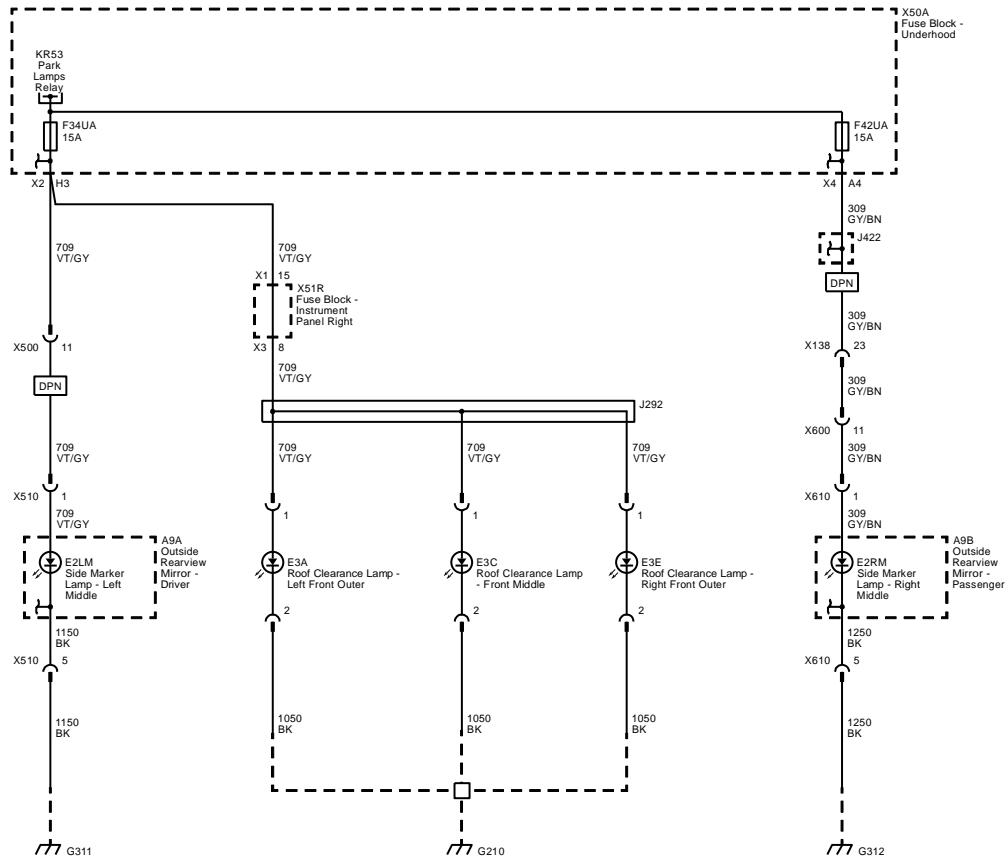 X50A
Fuse Block -
Underhood
KR53
Park
Lamps
Relay
F34UA
15A
F42UA
15A
X2 H3
X4 A4
709
VT/GY
709
VT/GY
309
GY/BN
J422
DPN
X1 15
X51R
Fuse Block -
Instrument
Panel Right
X3 8
309
GY/BN
X500 11
X138 23
709
VT/GY
309
GY/BN
DPN
J292
X600 11
709
VT/GY
709
VT/GY
709
VT/GY
709
VT/GY
309
GY/BN
X510 1
X610 1
709
VT/GY
1
1
1
309
GY/BN
A9A
Outside
Rearview
Mirror -
Driver
E2LM
Side Marker
Lamp - Left
Middle
E3A
Roof Clearance Lamp -
Left Front Outer
E3C
Roof Clearance Lamp
- Front Middle
E3E
Roof Clearance Lamp -
Right Front Outer
E2RM
Side Marker
Lamp - Right
Middle
A9B
Outside
Rearview
Mirror -
Passenger
2
2
2
1150
BK
1250
BK
X510 5
X610 5
1150
BK
1050
BK
1050
BK
1050
BK
1250
BK
G311
G210
G312